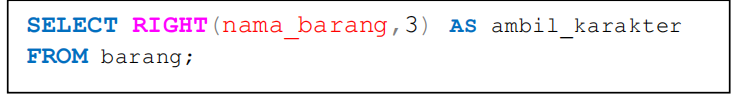 SELECT RIGHT(nama_barang,3) AS ambil_karakter
FROM barang;